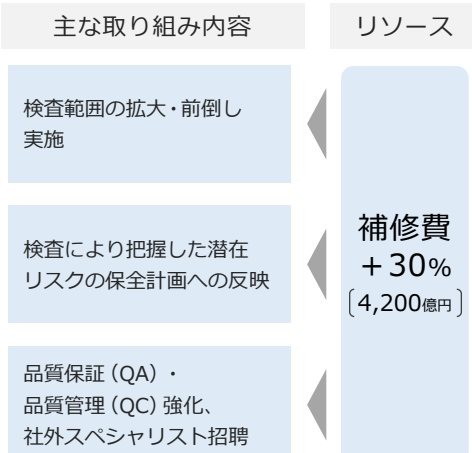 主な取り組み内容
リソース
検査範囲の拡大・前倒し
実施
検査により把握した潜在
リスクの保全計画への反映
品質保証（QA）・
品質管理（QC）強化、
社外スペシャリスト招聘
補修費
＋30%
［4,200億円］